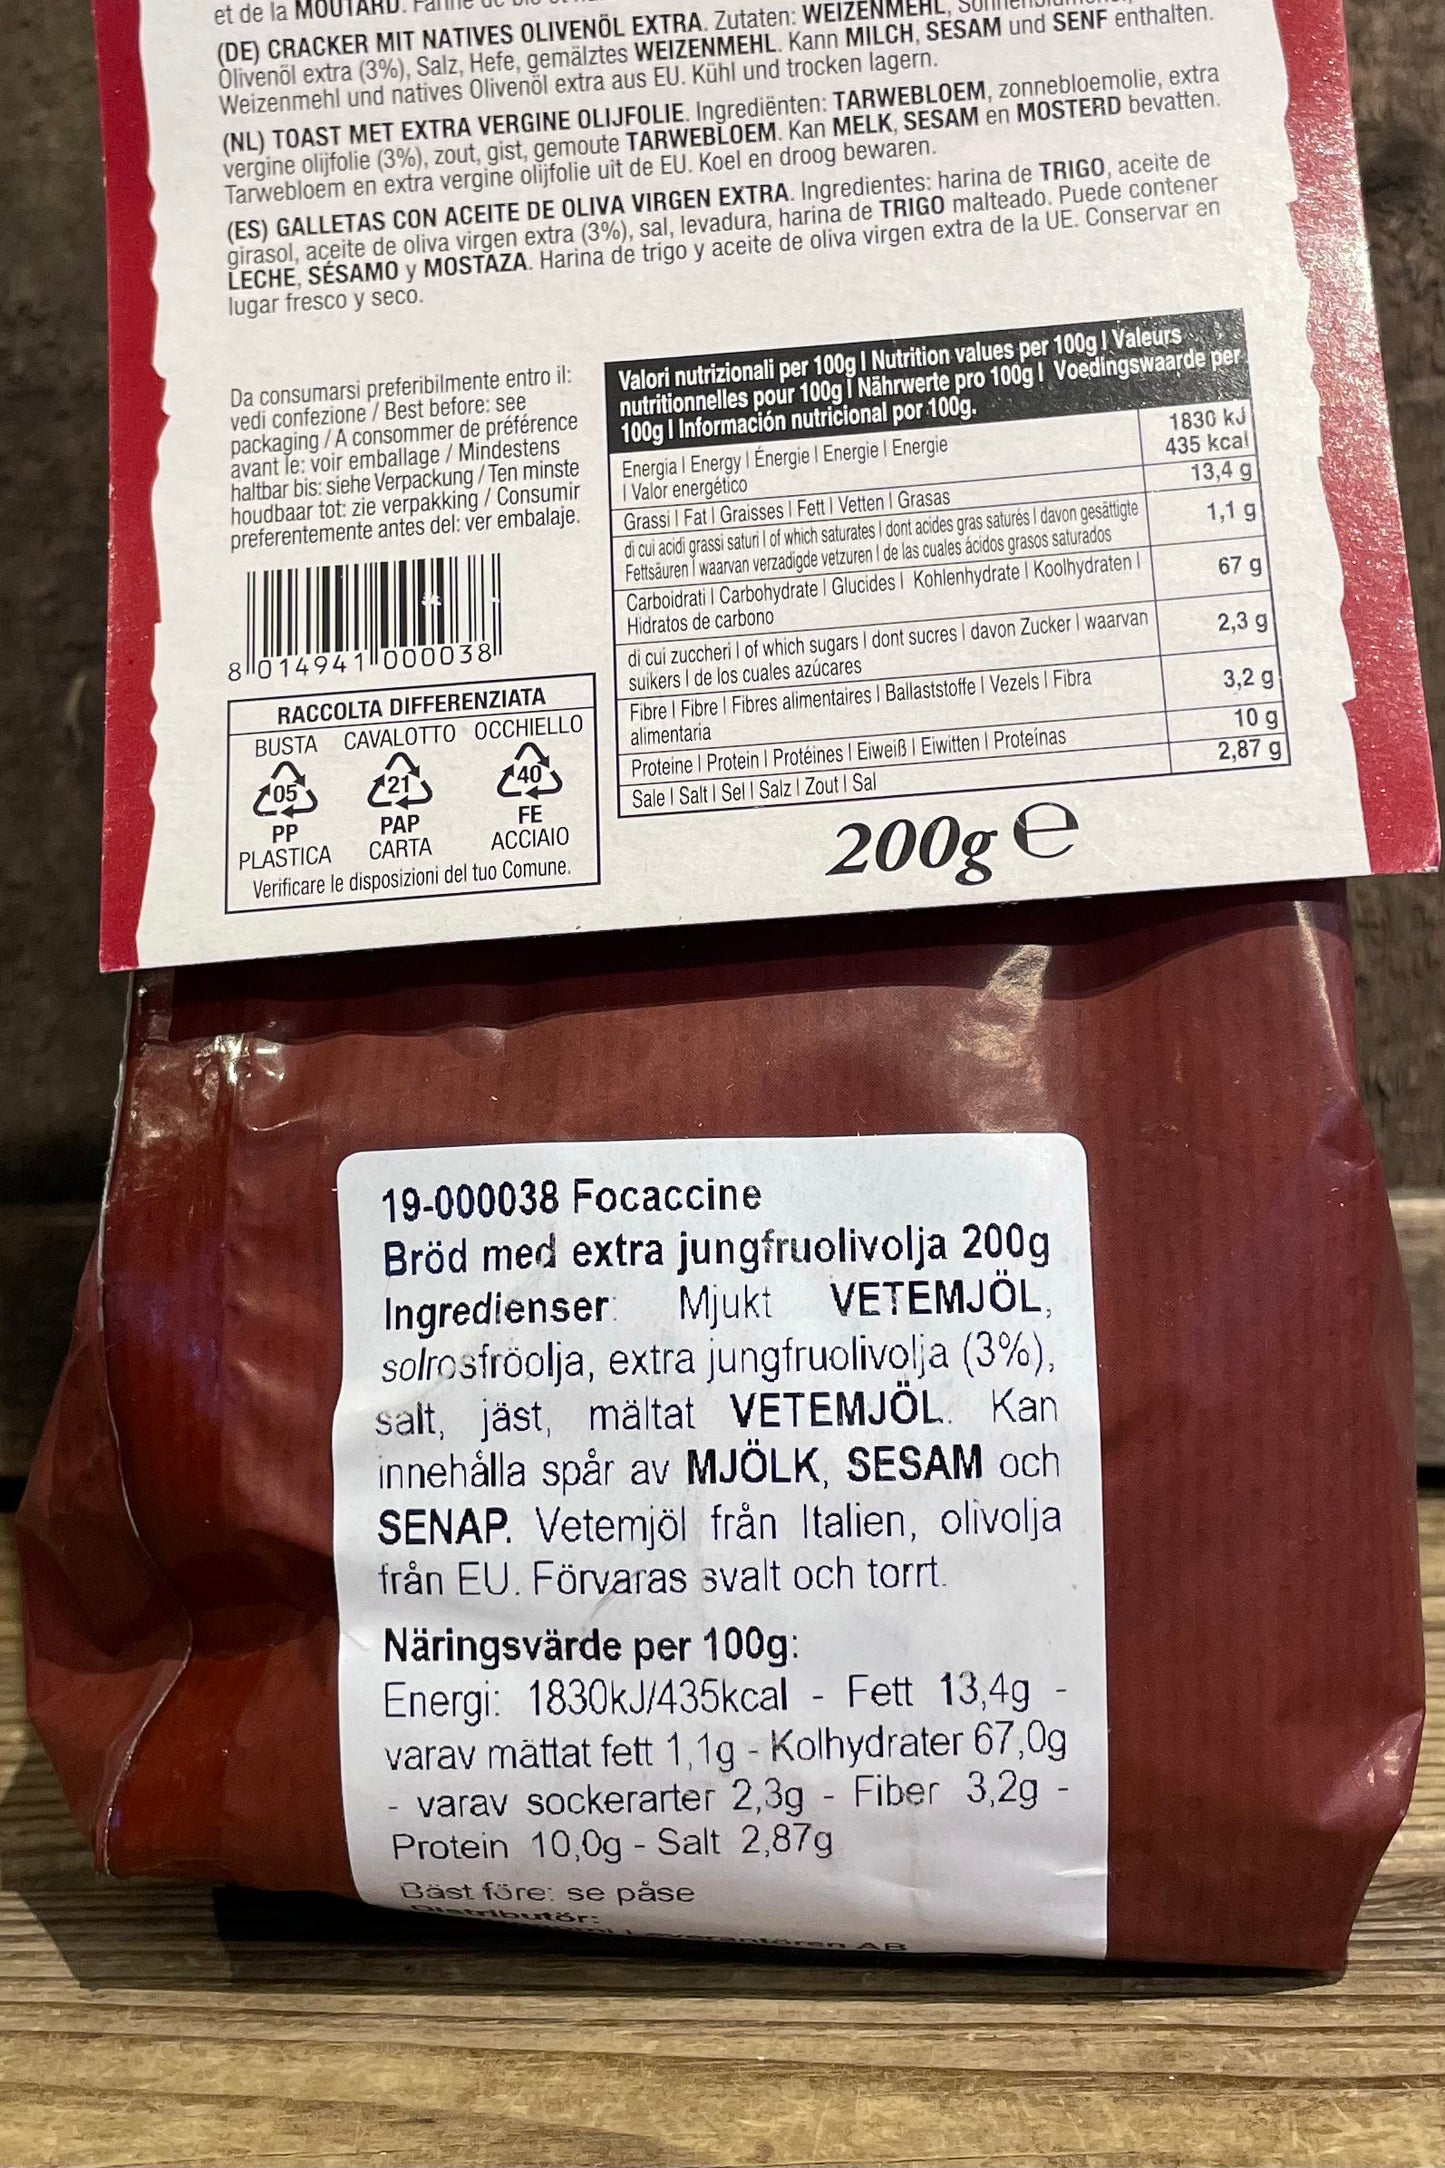 et de la MOUTARD.
(DE) CRACKER MIT NATIVES OLIVENÖL EXTRA. Zutaten: WEIZENMEHL,
Olivenöl extra (3%), Salz, Hefe, gemälztes WEIZENMEHL. Kann MILCH, SESAM und SENF enthalten.
Weizenmehl und natives Olivenöl extra aus EU. Kühl und trocken lagern.
(NL) TOAST MET EXTRA VERGINE OLIJFOLIE. Ingrediënten: TARWEBLOEM, zonnebloemolie, extra
vergine olijfolie (3%), zout, gist, gemoute TARWEBLOEM. Kan MELK, SESAM en MOSTERD bevatten.
Tarwebloem en extra vergine olijfolie uit de EU. Koel en droog bewaren.
(ES) GALLETAS CON ACEITE DE OLIVA VIRGEN EXTRA. Ingredientes: harina de TRIGO, aceite de
girasol, aceite de oliva virgen extra (3%), sal, levadura, harina de TRIGO malteado. Puede contener
LECHE, SÉSAMO y MOSTAZA. Harina de trigo y aceite de oliva virgen extra de la UE. Conservar en
lugar fresco y seco.
Da consumarsi preferibilmente entro il:
vedi confezione / Best before: see
packaging / A consommer de préférence
avant le: voir emballage / Mindestens
haltbar bis: siehe Verpackung / Ten minste
houdbaar tot: zie verpakking / Consumir
preferentemente antes del: ver embalaje.
8 014941 000038
RACCOLTA DIFFERENZIATA
BUSTA CAVALOTTO OCCHIELLO
05 21 40
PP PAP FE
PLASTICA CARTA ACCIAIO
Verificare le disposizioni del tuo Comune.
Valori nutrizionali per 100g I Nutrition values per 100g I Valeurs
nutritionnelles pour 100g I Nährwerte pro 100g I Voedingswaarde per
100g I Información nutricional por 100g.
Energia I Energy I Énergie I Energie I Energie 1830 kJ
I Valor energético 435 kcal
Grassi I Fat I Graisses I Fett I Vetten I Grasas 13,4 g
di cui acidi grassi saturi I of which saturates I dont acides gras saturés I davon gesättigte
Fettsäuren I waarvan verzadigde vetzuren I de las cuales ácidos grasos saturados 1,1 g
Carboidrati I Carbohydrate I Glucides I Kohlenhydrate I Koolhydraten I
Hidratos de carbono 67 g
di cui zuccheri I of which sugars I dont sucres I davon Zucker I waarvan
suikers I de los cuales azúcares 2,3 g
Fibre I Fibre I Fibres alimentaires I Ballaststoffe I Vezels I Fibra
alimentaria 3,2 g
Proteine I Protein I Protéines I Eiweiß I Eiwitten I Proteínas 10 g
Sale I Salt I Sel I Salz I Zout I Sal 2,87 g
200g ℮
19-000038 Focaccine
Bröd med extra jungfruolivolja 200g
Ingredienser: Mjukt VETEMJÖL,
solrosfröolja, extra jungfruolivolja (3%),
salt, jäst, mältat VETEMJÖL. Kan
innehålla spår av MJÖLK, SESAM och
SENAP. Vetemjöl från Italien, olivolja
från EU. Förvaras svalt och torrt.
Näringsvärde per 100g:
Energi: 1830kJ/435kcal - Fett 13,4g -
varav mättat fett 1,1g - Kolhydrater 67,0g
- varav sockerarter 2,3g - Fiber 3,2g -
Protein 10,0g - Salt 2,87g
Bäst före: se påse
Distributör:
Leverantören AB